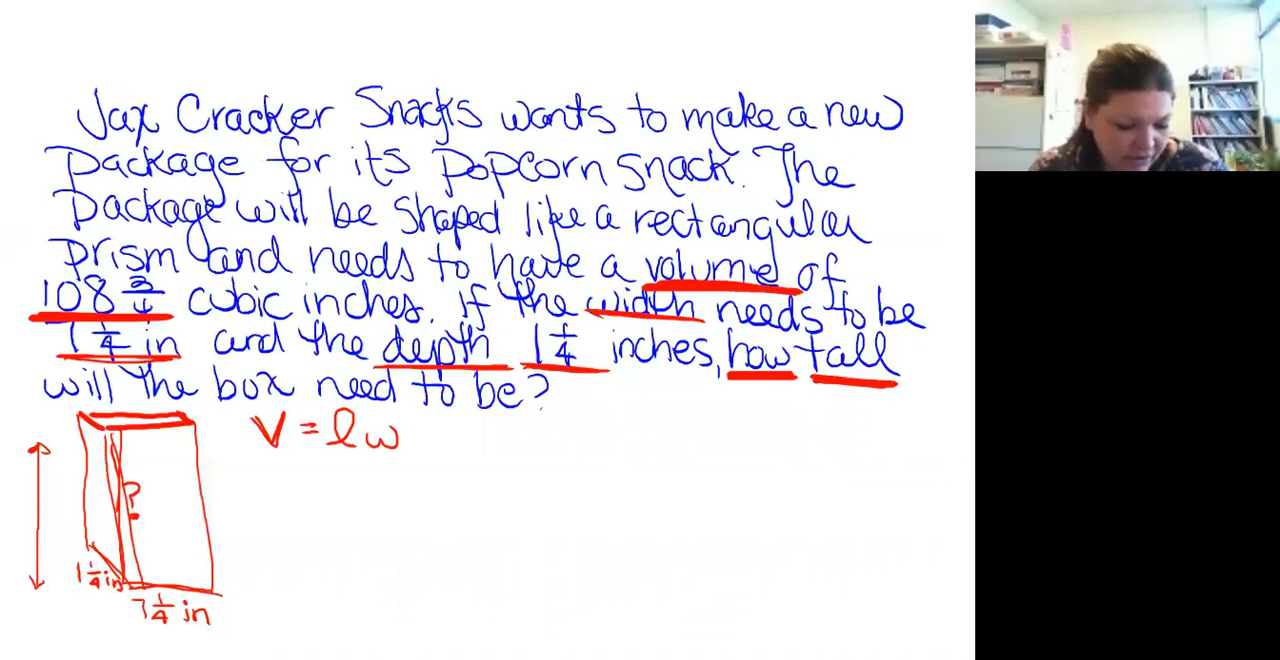 Jax Cracker Snacks wants to make a new
package for its popcorn snack. The
package will be shaped like a rectangular
prism and needs to have a volume of
108 3/4 cubic inches. If the width needs to be
7 1/4 in and the depth 1 1/4 inches, how tall
will the box need to be?
V = lw
?
1 1/4 in
7 1/4 in